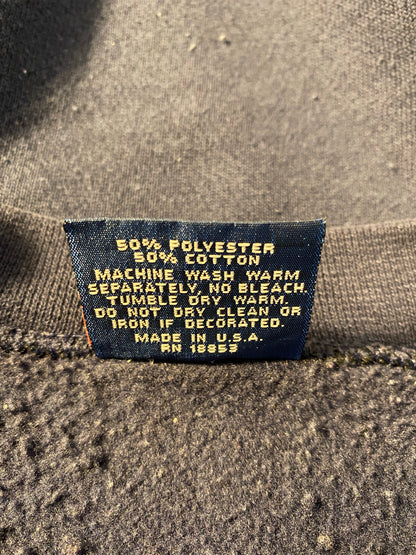 50% POLYESTER
50% COTTON
MACHINE WASH WARM
SEPARATELY, NO BLEACH.
TUMBLE DRY WARM.
DO NOT DRY CLEAN OR
IRON IF DECORATED.
MADE IN U.S.A.
RN 18853